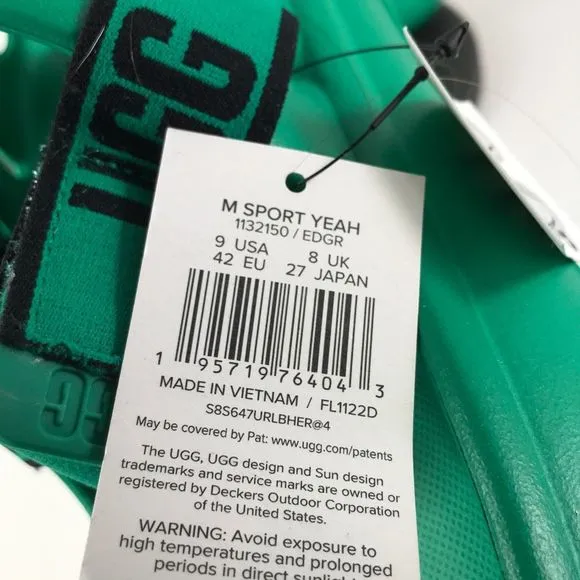 UGG
M SPORT YEAH
1132150 / EDGR
9 USA 8 UK
42 EU 27 JAPAN
1 95719 76404 3
MADE IN VIETNAM / FL1122D
S8S647URLBHER@4
May be covered by Pat: www.ugg.com/patents
The UGG, UGG design and Sun design
trademarks and service marks are owned or
registered by Deckers Outdoor Corporation
of the United States.
WARNING: Avoid exposure to
high temperatures and prolonged
periods in direct sunlight
UGG